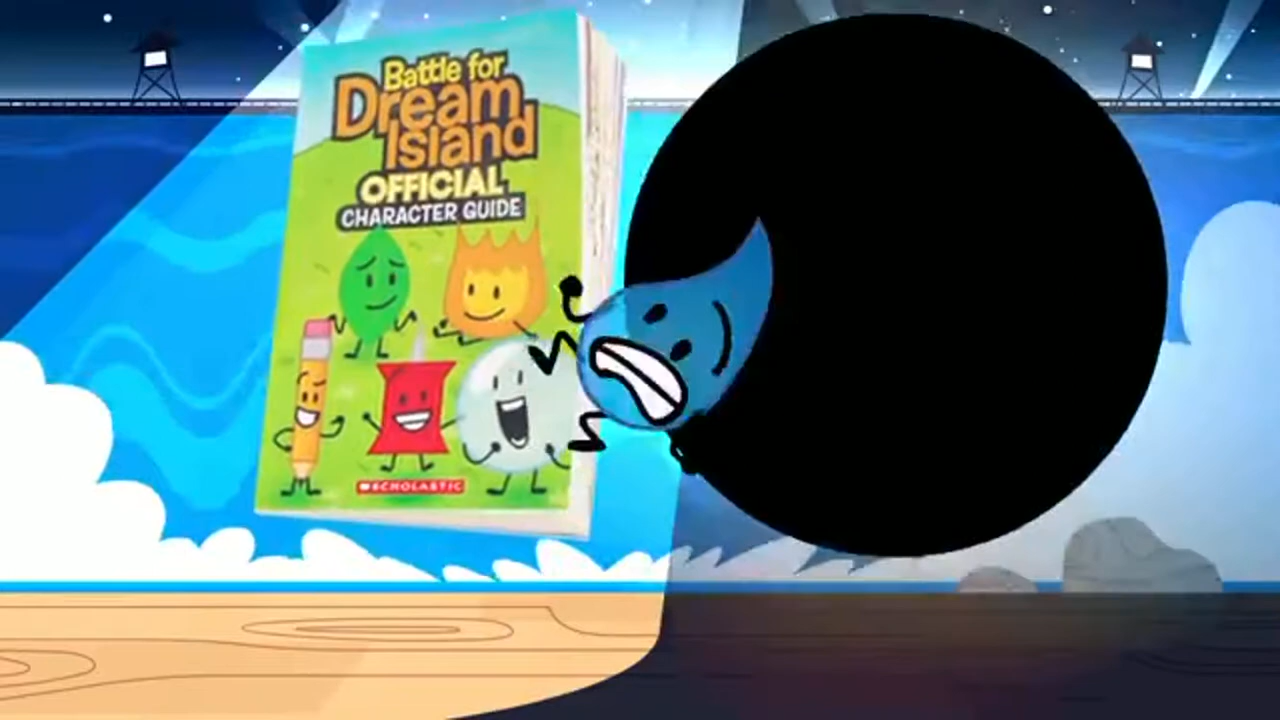 Battle for
Dream
Island
OFFICIAL
CHARACTER GUIDE
SCHOLASTIC